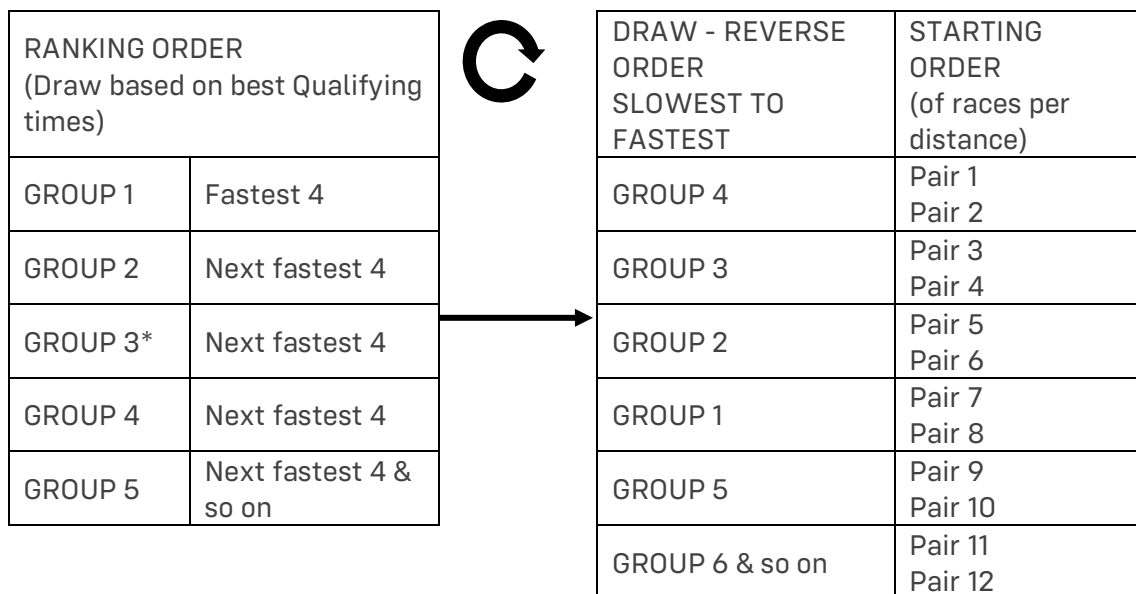 RANKING ORDER
(Draw based on best Qualifying
times)
GROUP 1
Fastest 4
GROUP 2
Next fastest 4
GROUP 3*
Next fastest 4
GROUP 4
Next fastest 4
GROUP 5
Next fastest 4 &
so on
DRAW - REVERSE
ORDER
SLOWEST TO
FASTEST
STARTING
ORDER
(of races per
distance)
GROUP 4
Pair 1
Pair 2
GROUP 3
Pair 3
Pair 4
GROUP 2
Pair 5
Pair 6
GROUP 1
Pair 7
Pair 8
GROUP 5
Pair 9
Pair 10
GROUP 6 & so on
Pair 11
Pair 12